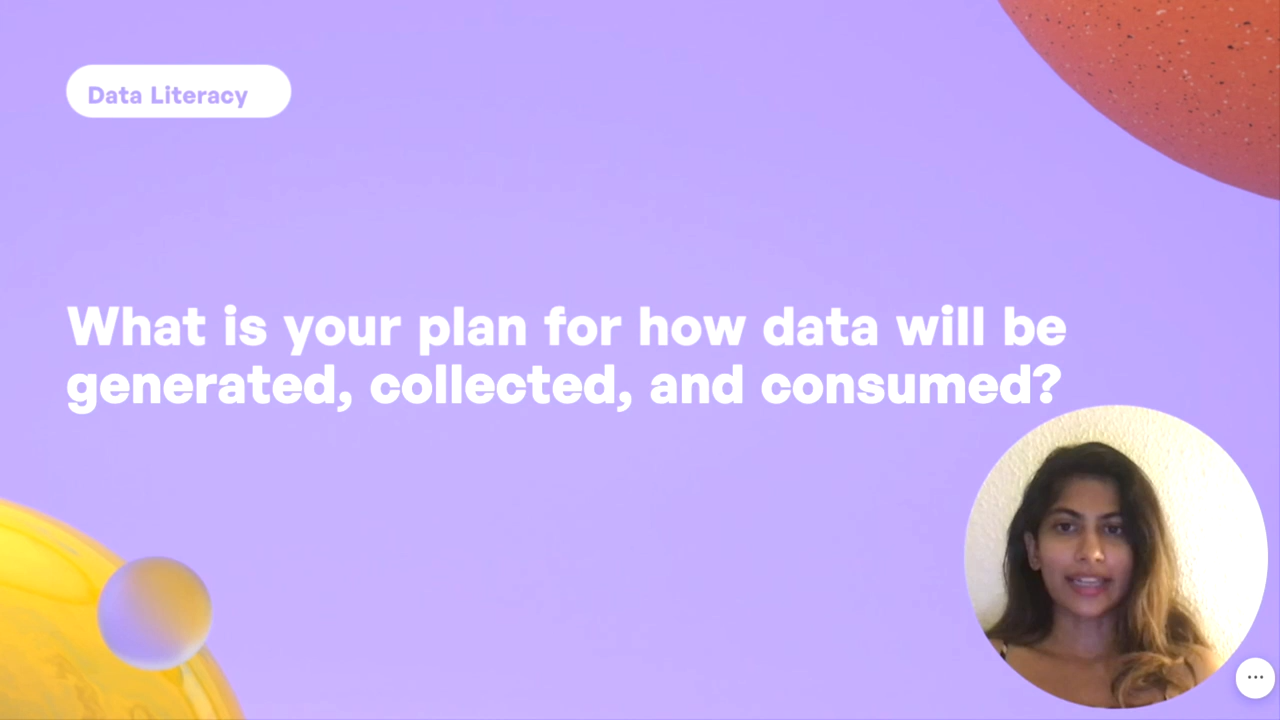 Data Literacy
What is your plan for how data will be
generated, collected, and consumed?